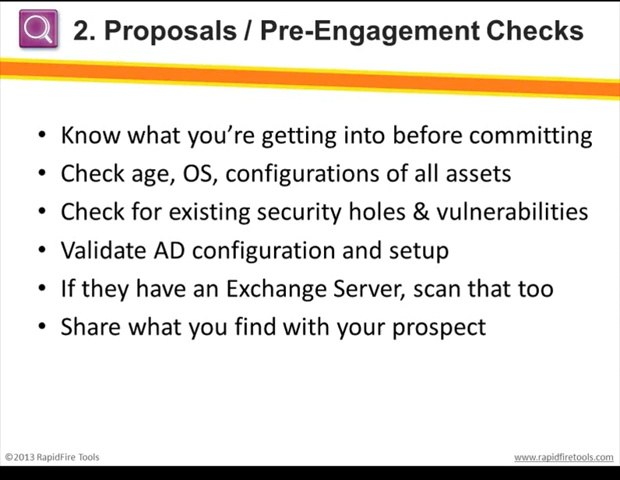 2. Proposals / Pre-Engagement Checks
• Know what you’re getting into before committing
• Check age, OS, configurations of all assets
• Check for existing security holes & vulnerabilities
• Validate AD configuration and setup
• If they have an Exchange Server, scan that too
• Share what you find with your prospect
©2013 RapidFire Tools
www.rapidfiretools.com